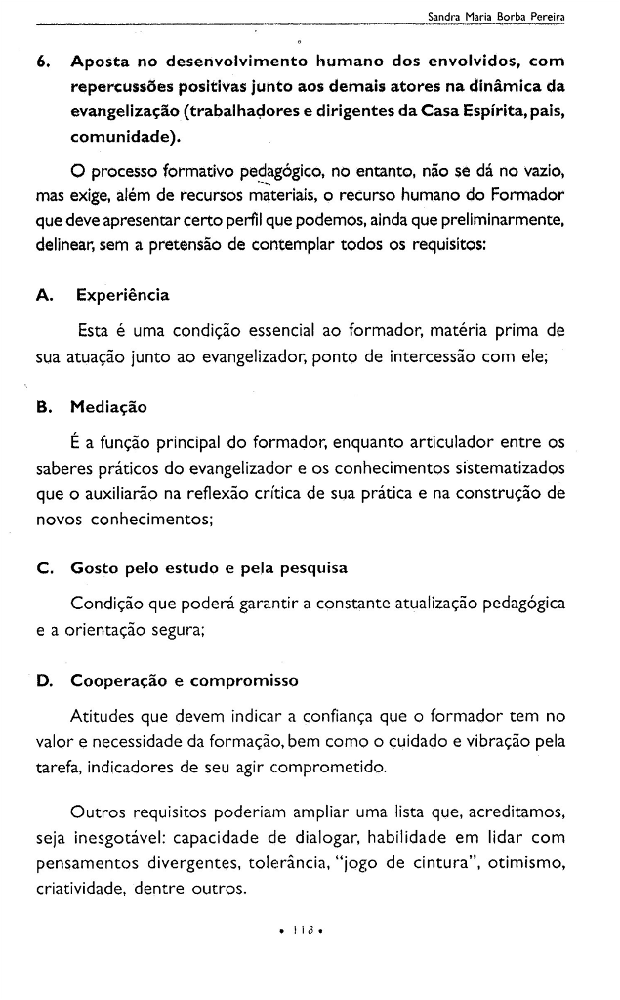 Sandra Maria Borba Pereira
6. Aposta no desenvolvimento humano dos envolvidos, com
repercussões positivas junto aos demais atores na dinâmica da
evangelização (trabalhadores e dirigentes da Casa Espírita, pais,
comunidade).
O processo formativo pedagógico, no entanto, não se dá no vazio,
mas exige, além de recursos materiais, o recurso humano do Formador
que deve apresentar certo perfil que podemos, ainda que preliminarmente,
delinear, sem a pretensão de contemplar todos os requisitos:
A. Experiência
Esta é uma condição essencial ao formador, matéria prima de
sua atuação junto ao evangelizador, ponto de intercessão com ele;
B. Mediação
É a função principal do formador, enquanto articulador entre os
saberes práticos do evangelizador e os conhecimentos sistematizados
que o auxiliarão na reflexão crítica de sua prática e na construção de
novos conhecimentos;
C. Gosto pelo estudo e pela pesquisa
Condição que poderá garantir a constante atualização pedagógica
e a orientação segura;
D. Cooperação e compromisso
Atitudes que devem indicar a confiança que o formador tem no
valor e necessidade da formação, bem como o cuidado e vibração pela
tarefa, indicadores de seu agir comprometido.
Outros requisitos poderiam ampliar uma lista que, acreditamos,
seja inesgotável: capacidade de dialogar, habilidade em lidar com
pensamentos divergentes, tolerância, "jogo de cintura", otimismo,
criatividade, dentre outros.
• 118 •